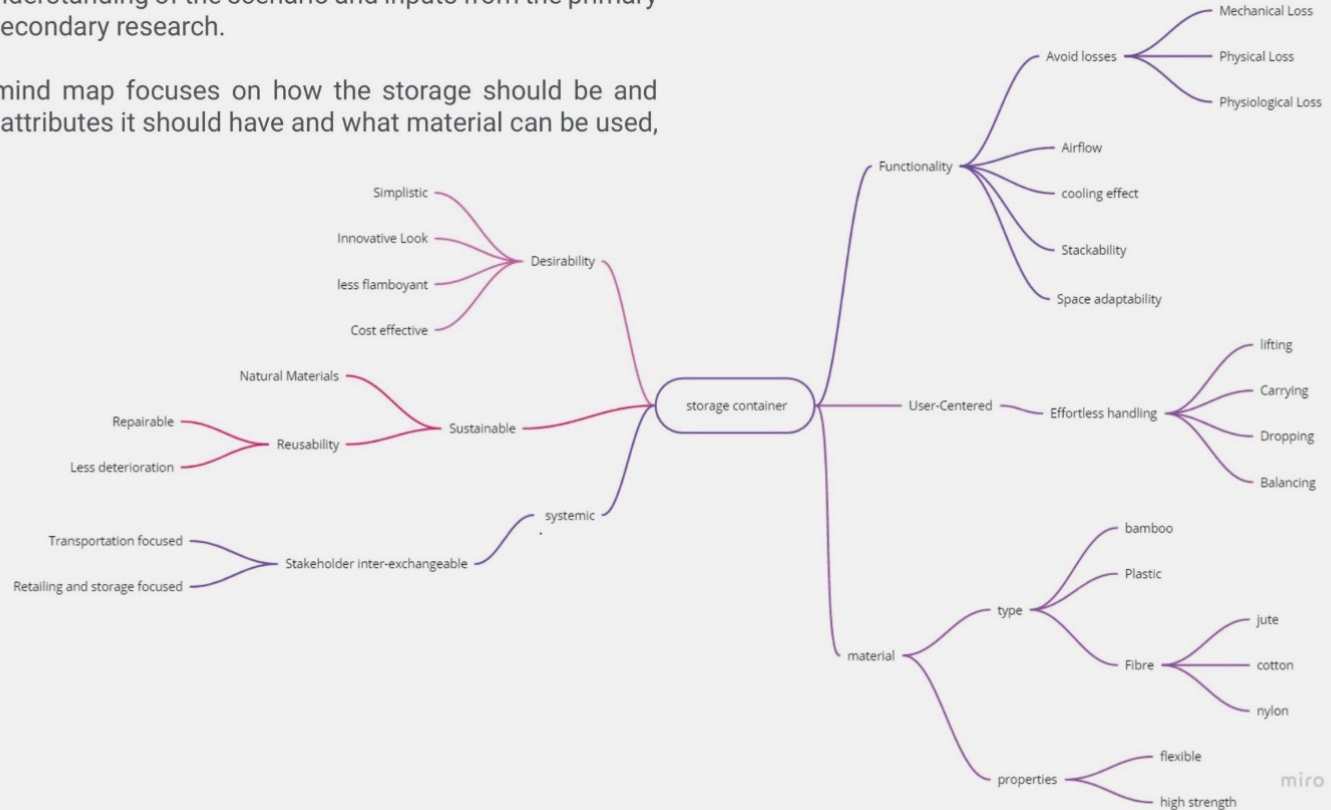 econdary research.
mind map focuses on how the storage should be and
attributes it should have and what material can be used,
storage container
Desirability
Simplistic
Innovative Look
less flamboyant
Cost effective
Sustainable
Natural Materials
Reusability
Repairable
Less deterioration
systemic
Stakeholder inter-exchangeable
Transportation focused
Retailing and storage focused
Functionality
Avoid losses
Mechanical Loss
Physical Loss
Physiological Loss
Airflow
cooling effect
Stackability
Space adaptability
User-Centered
Effortless handling
lifting
Carrying
Dropping
Balancing
material
type
bamboo
Plastic
Fibre
jute
cotton
nylon
properties
flexible
high strength
miro